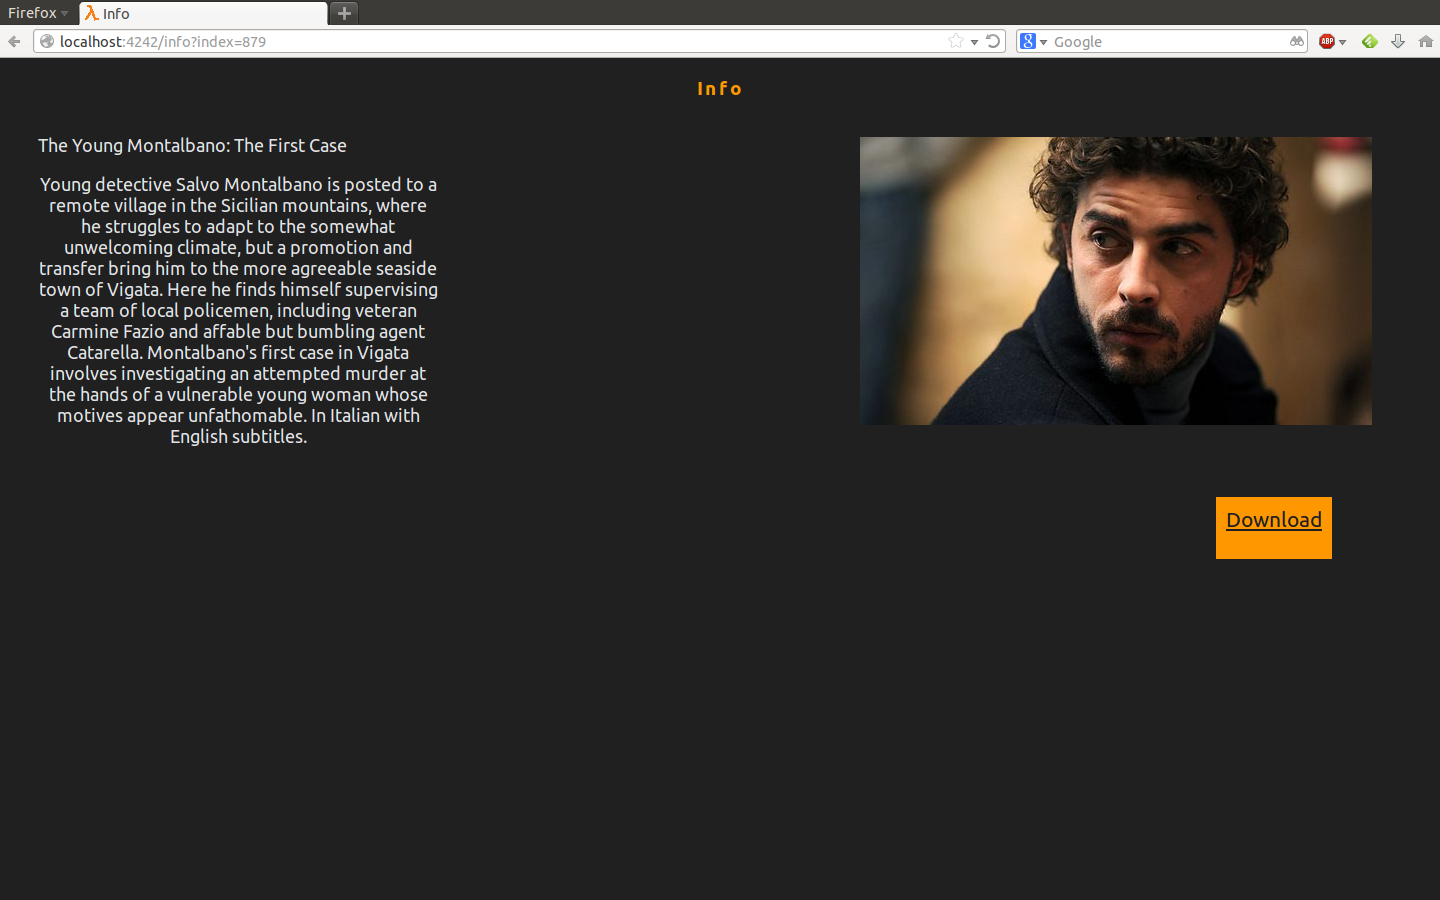 Firefox
Info
localhost:4242/info?index=879
Google
ABP
Info
The Young Montalbano: The First Case
Young detective Salvo Montalbano is posted to a
remote village in the Sicilian mountains, where
he struggles to adapt to the somewhat
unwelcoming climate, but a promotion and
transfer bring him to the more agreeable seaside
town of Vigata. Here he finds himself supervising
a team of local policemen, including veteran
Carmine Fazio and affable but bumbling agent
Catarella. Montalbano's first case in Vigata
involves investigating an attempted murder at
the hands of a vulnerable young woman whose
motives appear unfathomable. In Italian with
English subtitles.
Download